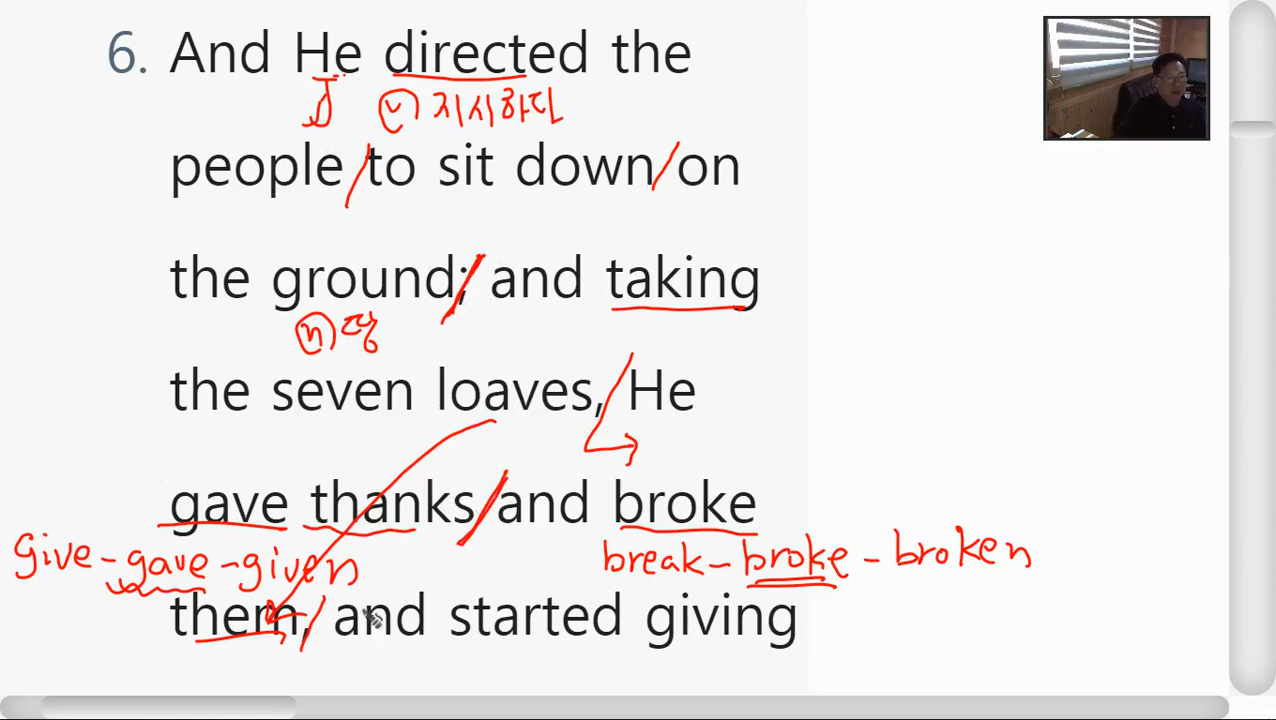 6. And He directed the
J ⓥ 지시하다
people / to sit down / on
the ground; / and taking
ⓝ 땅
the seven loaves, / He
gave thanks / and broke
give - gave - given break - broke - broken
them, / and started giving